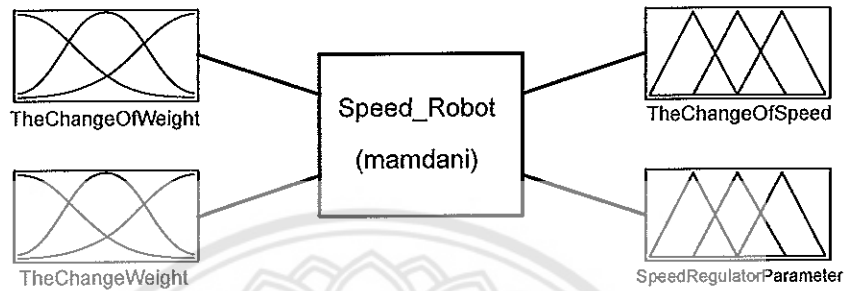 TheChangeOfWeight
Speed_Robot
(mamdani)
TheChangeOfSpeed
TheChangeWeight
SpeedRegulatorParameter